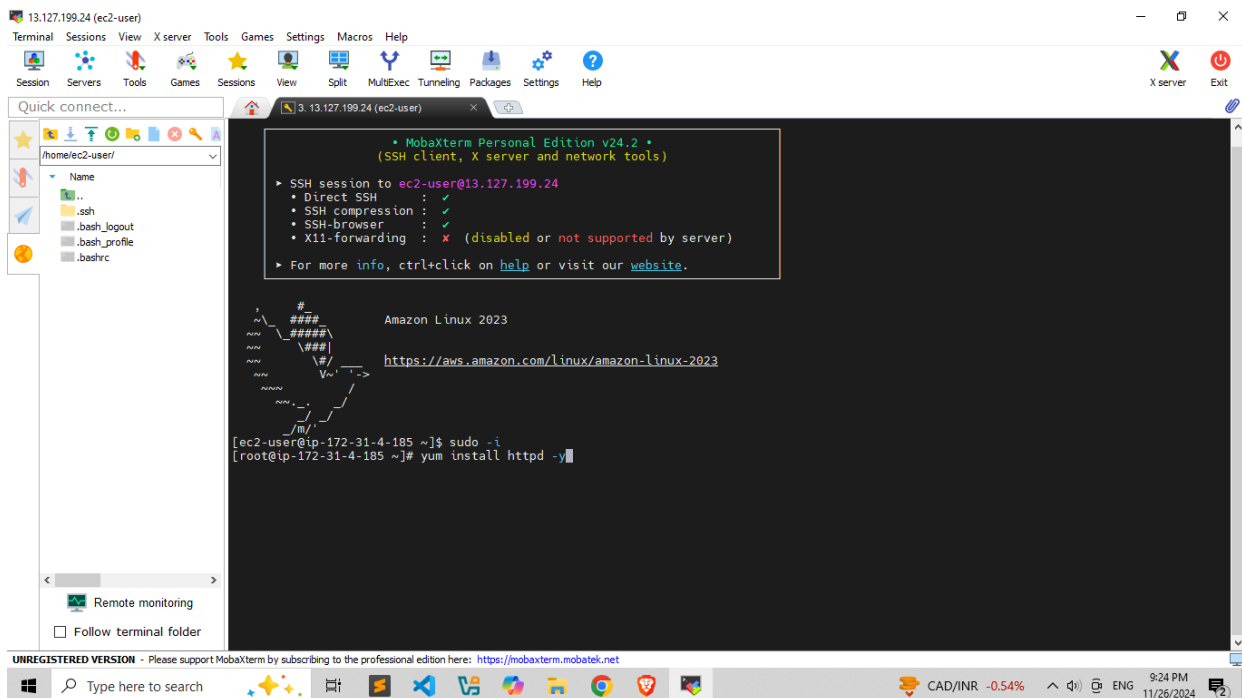 13.127.199.24 (ec2-user)
Terminal Sessions View X server Tools Games Settings Macros Help
Session Servers Tools Games Sessions View Split MultiExec Tunneling Packages Settings Help X server Exit
Quick connect...
3. 13.127.199.24 (ec2-user)
/home/ec2-user/
Name
..
.ssh
.bash_logout
.bash_profile
.bashrc
• MobaXterm Personal Edition v24.2 •
(SSH client, X server and network tools)
➤ SSH session to ec2-user@13.127.199.24
• Direct SSH : ✔
• SSH compression : ✔
• SSH-browser : ✔
• X11-forwarding : ✘ (disabled or not supported by server)
➤ For more info, ctrl+click on help or visit our website.
, #_
~\_ ####_ Amazon Linux 2023
~~ \_#####\
~~ \###|
~~ \#/ ___ https://aws.amazon.com/linux/amazon-linux-2023
~~ V~' '->
~~~ /
~~._. _/
_/ _/
_/m/'
[ec2-user@ip-172-31-4-185 ~]$ sudo -i
[root@ip-172-31-4-185 ~]# yum install httpd -y
Remote monitoring
Follow terminal folder
UNREGISTERED VERSION - Please support MobaXterm by subscribing to the professional edition here: https://mobaxterm.mobatek.net
Type here to search
CAD/INR -0.54%
ENG
9:24 PM
11/26/2024
2